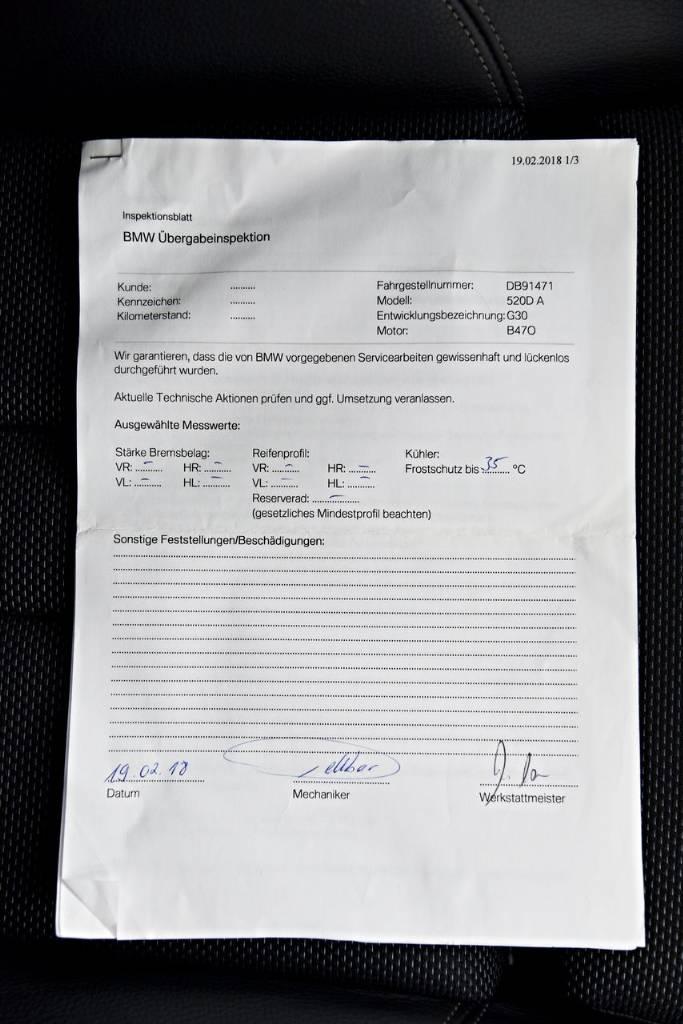 19.02.2018 1/3
Inspektionsblatt
BMW Übergabeinspektion
Kunde: .......... Fahrgestellnummer: DB91471
Kennzeichen: .......... Modell: 520D A
Kilometerstand: .......... Entwicklungsbezeichnung: G30
Motor: B47O
Wir garantieren, dass die von BMW vorgegebenen Servicearbeiten gewissenhaft und lückenlos
durchgeführt wurden.
Aktuelle Technische Aktionen prüfen und ggf. Umsetzung veranlassen.
Ausgewählte Messwerte:
Stärke Bremsbelag: Reifenprofil: Kühler:
VR: – HR: – VR: – HR: – Frostschutz bis -35 °C
VL: – HL: – VL: – HL: –
Reserverad: –
(gesetzliches Mindestprofil beachten)
Sonstige Feststellungen/Beschädigungen:
19.02.18
Datum Mechaniker Werkstattmeister